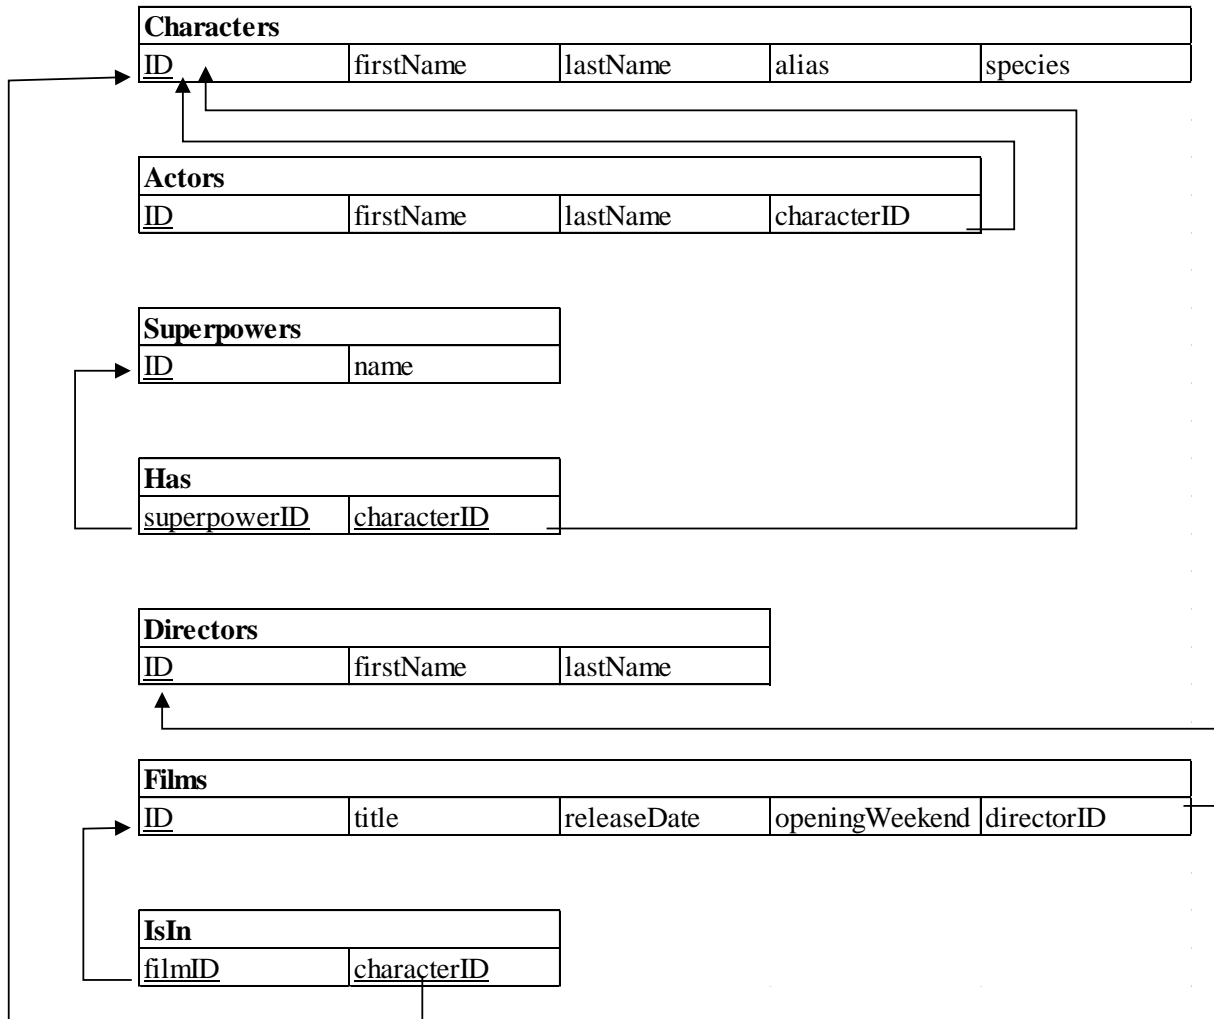 Characters
ID firstName lastName alias species
Actors
ID firstName lastName characterID
Superpowers
ID name
Has
superpowerID characterID
Directors
ID firstName lastName
Films
ID title releaseDate openingWeekend directorID
IsIn
filmID characterID